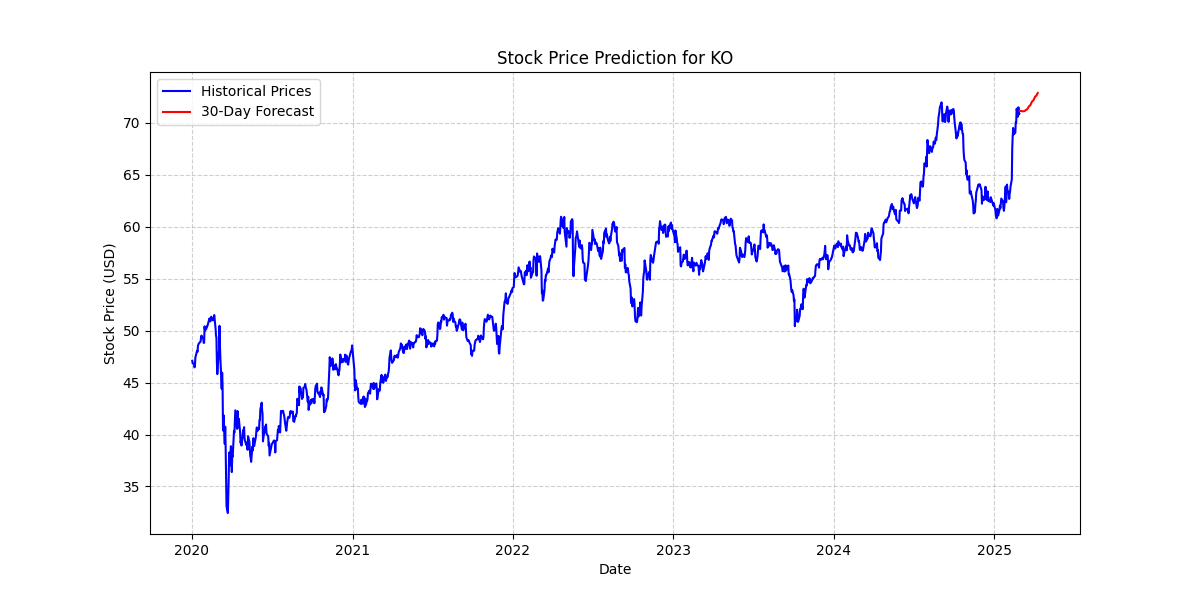 Stock Price Prediction for KO
Historical Prices
30-Day Forecast
Stock Price (USD)
70
65
60
55
50
45
40
35
2020
2021
2022
2023
2024
2025
Date